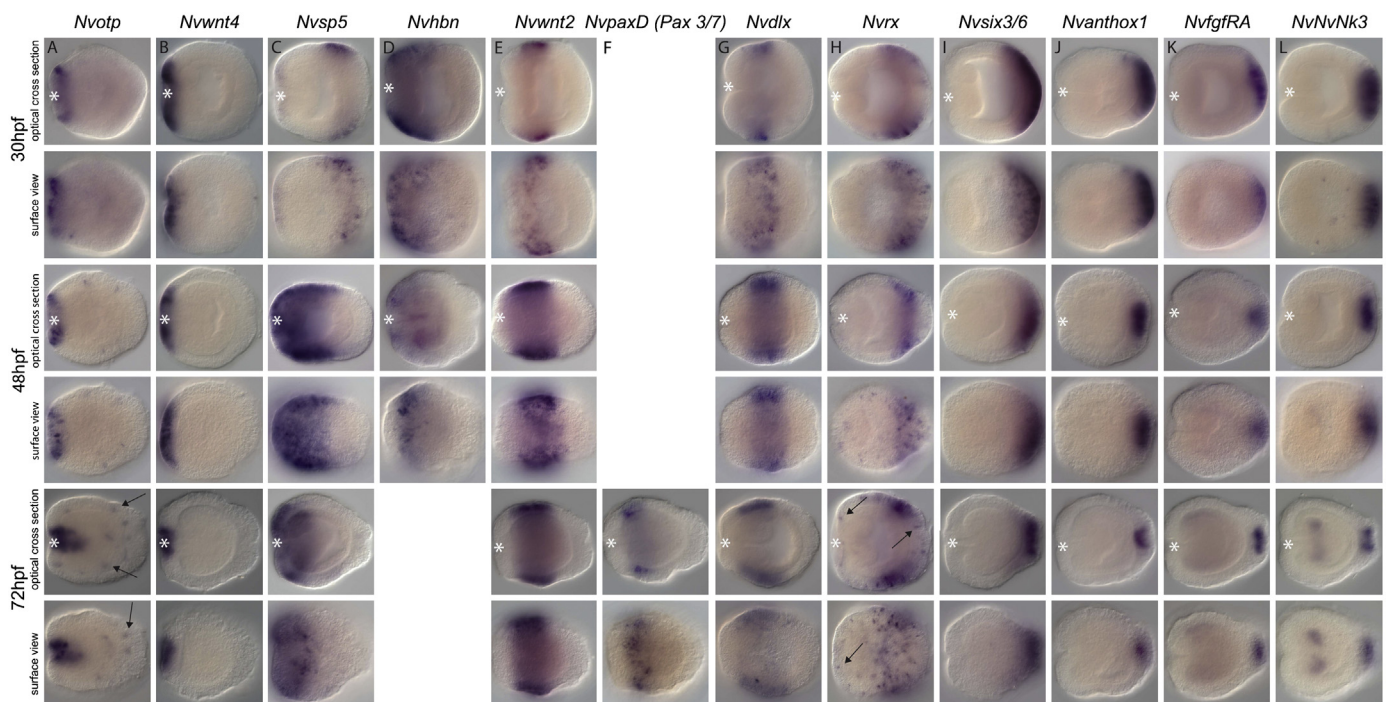 Nvotp Nvwnt4 Nvsp5 Nvhbn Nvwnt2 NvpaxD (Pax 3/7) Nvdlx Nvrx Nvsix3/6 Nvanthox1 NvfgfRA NvNvNk3
A B C D E F G H I J K L
30hpf
optical cross section
* * * * * * * * * * *
surface view
48hpf
optical cross section
* * * * * * * * * * *
surface view
72hpf
optical cross section
* * * * * * * * * * *
surface view